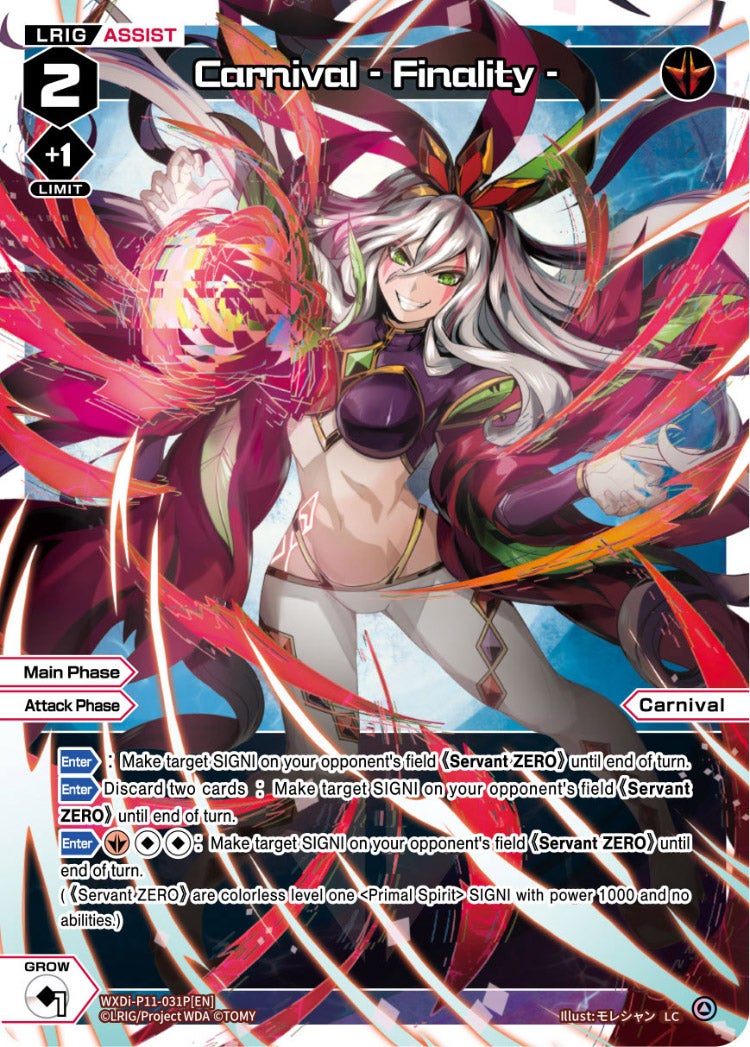 LRIG ASSIST
2
Carnival - Finality -
+1
LIMIT
Main Phase
Attack Phase
Carnival
Enter : Make target SIGNI on your opponent's field 《Servant ZERO》 until end of turn.
Enter Discard two cards : Make target SIGNI on your opponent's field 《Servant
ZERO》 until end of turn.
Enter : Make target SIGNI on your opponent's field 《Servant ZERO》 until
end of turn.
(《Servant ZERO》 are colorless level one <Primal Spirit> SIGNI with power 1000 and no
abilities.)
GROW
1
WXDi-P11-031P[EN]
©LRIG/Project WDA ©TOMY
Illust:モレシャン LC